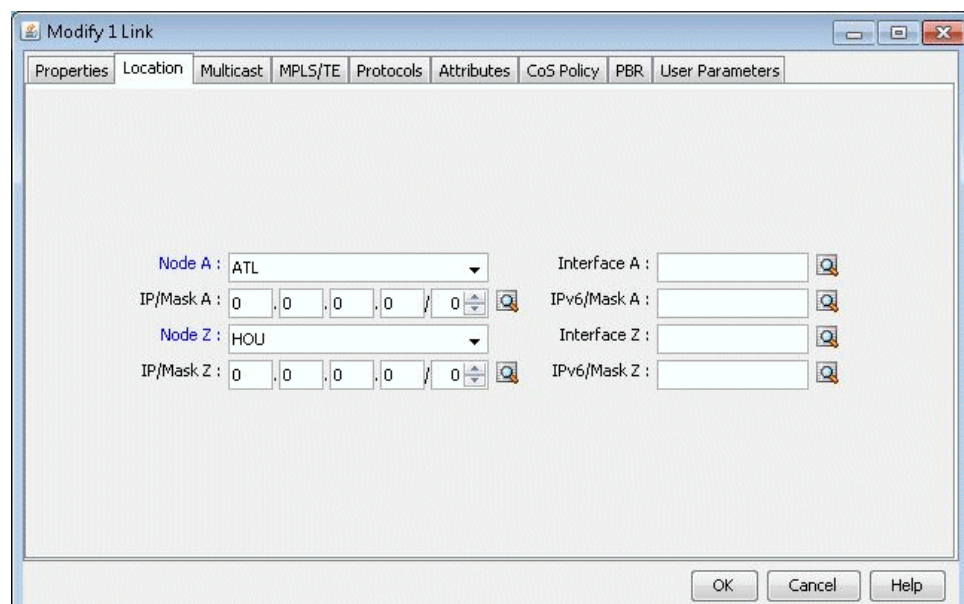 Modify 1 Link
Properties Location Multicast MPLS/TE Protocols Attributes CoS Policy PBR User Parameters
Node A : ATL Interface A :
IP/Mask A : 0 . 0 . 0 . 0 / 0 IPv6/Mask A :
Node Z : HOU Interface Z :
IP/Mask Z : 0 . 0 . 0 . 0 / 0 IPv6/Mask Z :
OK Cancel Help